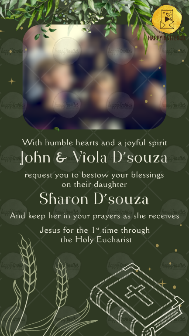 With humble hearts and a joyful spirit
John & Viola D'souza
request you to bestow your blessings
on their daughter
Sharon D'souza
And keep her in your prayers as she receives
Jesus for the 1st time through
the Holy Eucharist